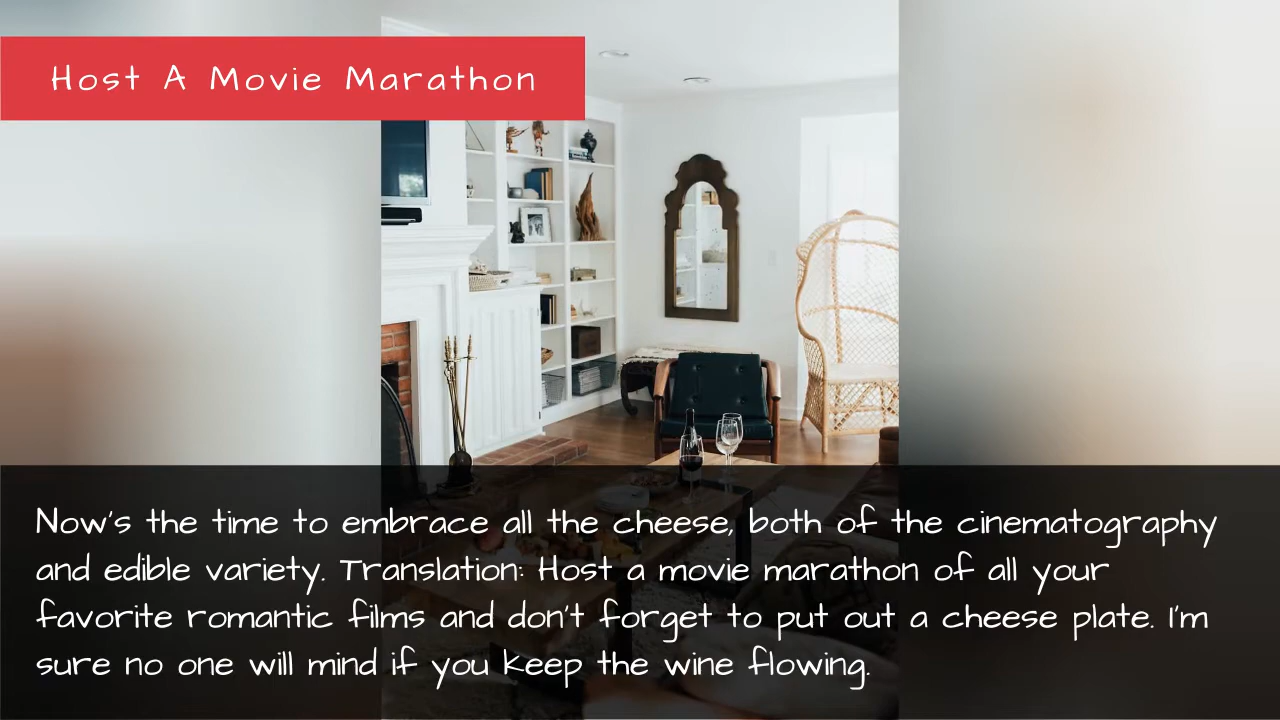 Host A Movie Marathon
Now's the time to embrace all the cheese, both of the cinematography
and edible variety. Translation: Host a movie marathon of all your
favorite romantic films and don't forget to put out a cheese plate. I'm
sure no one will mind if you keep the wine flowing.